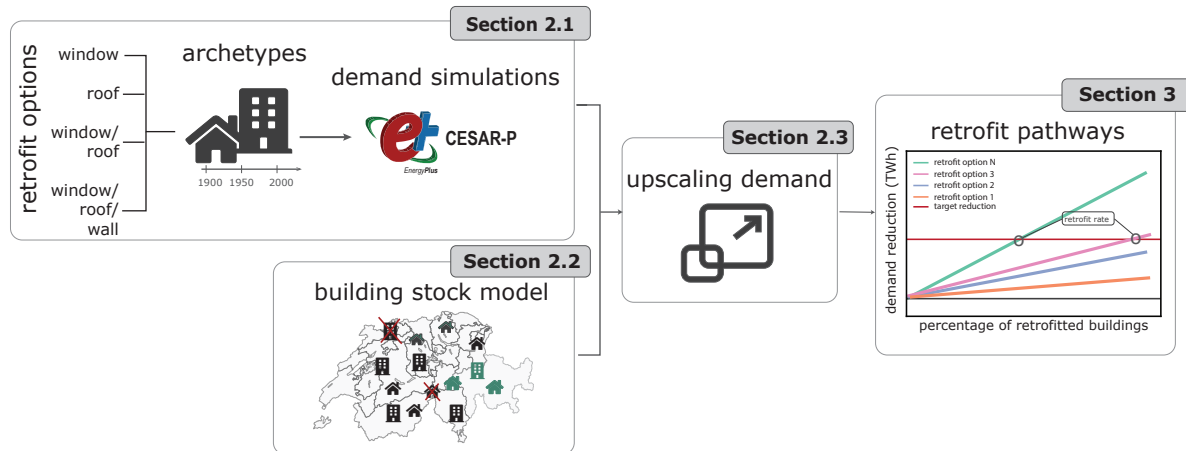 Section 2.1
retrofit options
window
roof
window/
roof
window/
roof/
wall
archetypes
1900 1950 2000
demand simulations
e+
EnergyPlus
CESAR-P
Section 2.2
building stock model
Section 2.3
upscaling demand
Section 3
retrofit pathways
demand reduction (TWh)
retrofit option N
retrofit option 3
retrofit option 2
retrofit option 1
target reduction
retrofit rate
percentage of retrofitted buildings